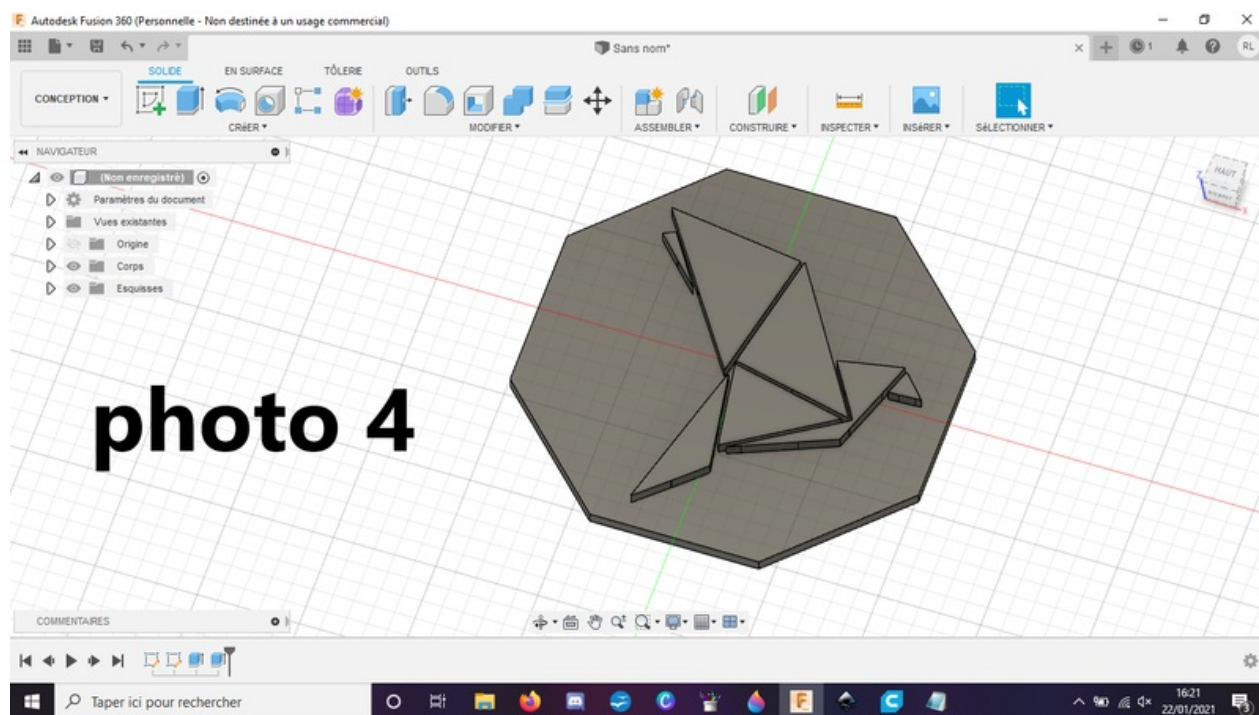 Autodesk Fusion 360 (Personnelle - Non destinée à un usage commercial)
Sans nom*
1
RL
CONCEPTION
SOLIDE EN SURFACE TÔLERIE OUTILS
CRÉER MODIFIER ASSEMBLER CONSTRUIRE INSPECTER INSÉRER SÉLECTIONNER
NAVIGATEUR
(Non enregistré)
Paramètres du document
Vues existantes
Origine
Corps
Esquisses
HAUT
Z
X
photo 4
COMMENTAIRES
Taper ici pour rechercher
16:21
22/01/2021